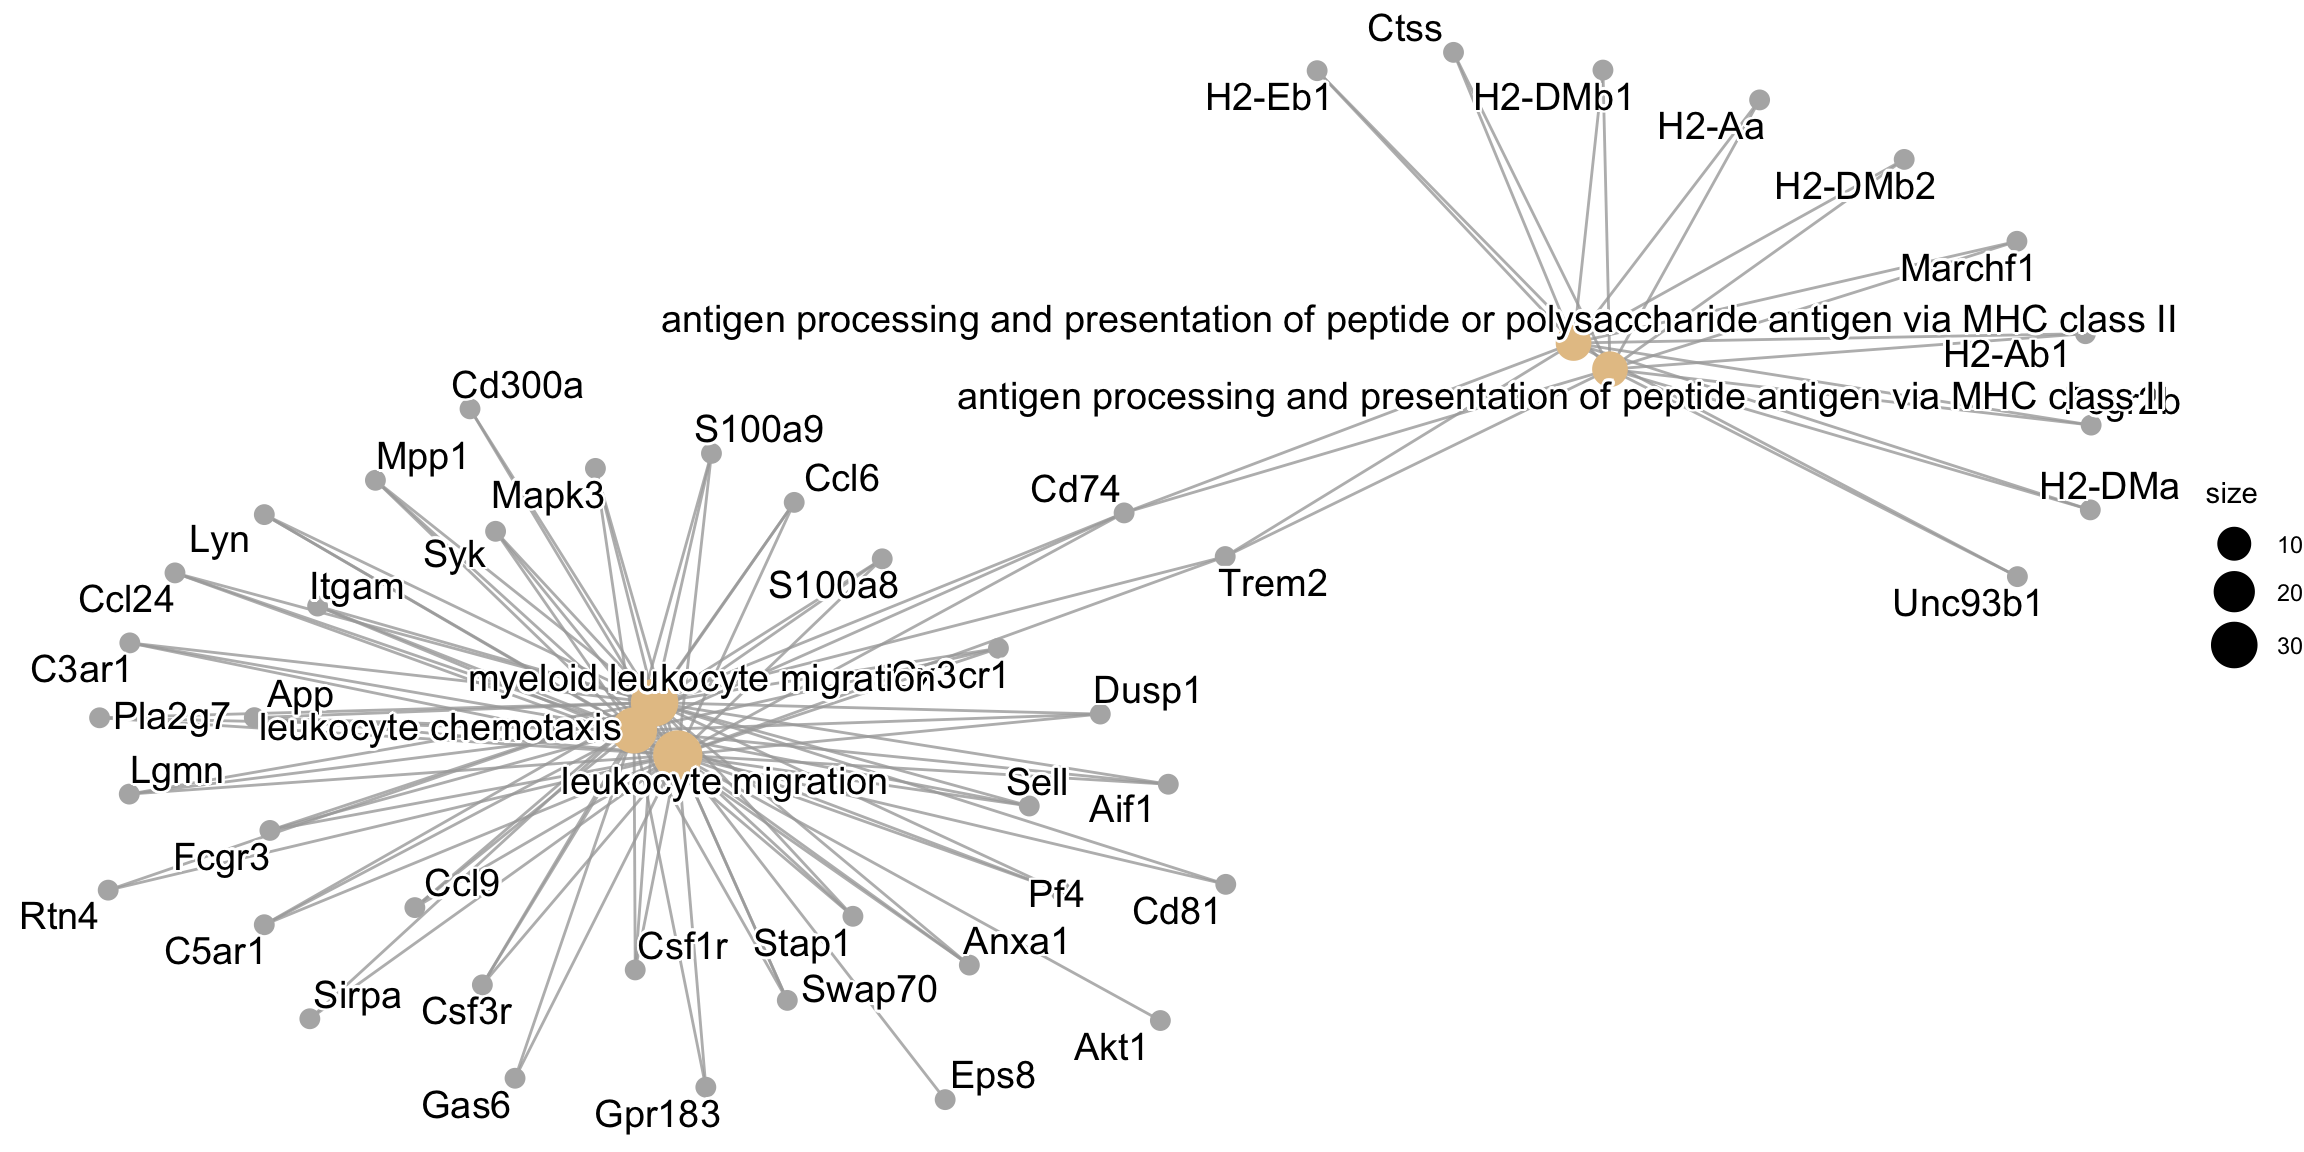 Ctss
H2-Eb1
H2-DMb1
H2-Aa
H2-DMb2
Marchf1
antigen processing and presentation of peptide or polysaccharide antigen via MHC class II
H2-Ab1
antigen processing and presentation of peptide antigen via MHC class II
Cd300a
S100a9
Mpp1
Ccl6
Mapk3
Cd74
H2-DMa
size
10
20
30
Lyn
Syk
Itgam
S100a8
Trem2
Ccl24
Unc93b1
C3ar1
myeloid leukocyte migration
App
Dusp1
Pla2g7
leukocyte chemotaxis
Lgmn
leukocyte migration
Sell
Aif1
Fcgr3
Ccl9
Pf4
Rtn4
Cd81
C5ar1
Csf1r
Stap1
Anxa1
Sirpa
Csf3r
Swap70
Akt1
Eps8
Gas6
Gpr183